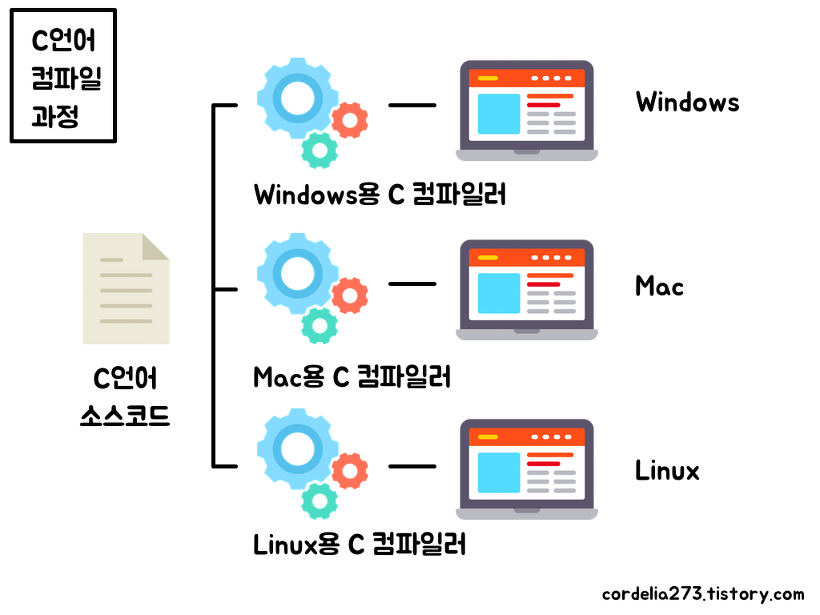 C언어
컴파일
과정
Windows
Windows용 C 컴파일러
Mac
C언어
소스코드
Mac용 C 컴파일러
Linux
Linux용 C 컴파일러
cordelia273.tistory.com